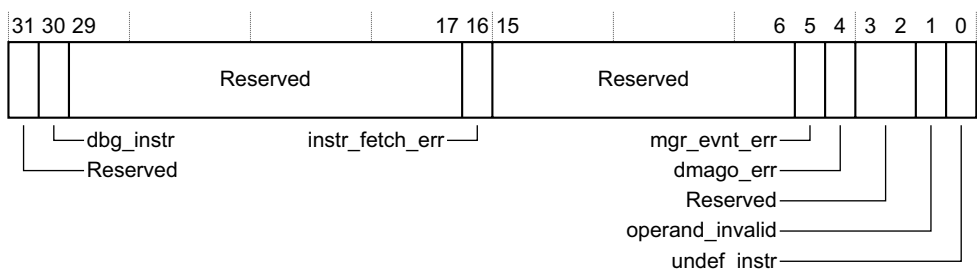 31 30 29 17 16 15 6 5 4 3 2 1 0
Reserved Reserved
dbg_instr instr_fetch_err mgr_evnt_err
Reserved dmago_err
Reserved
operand_invalid
undef_instr